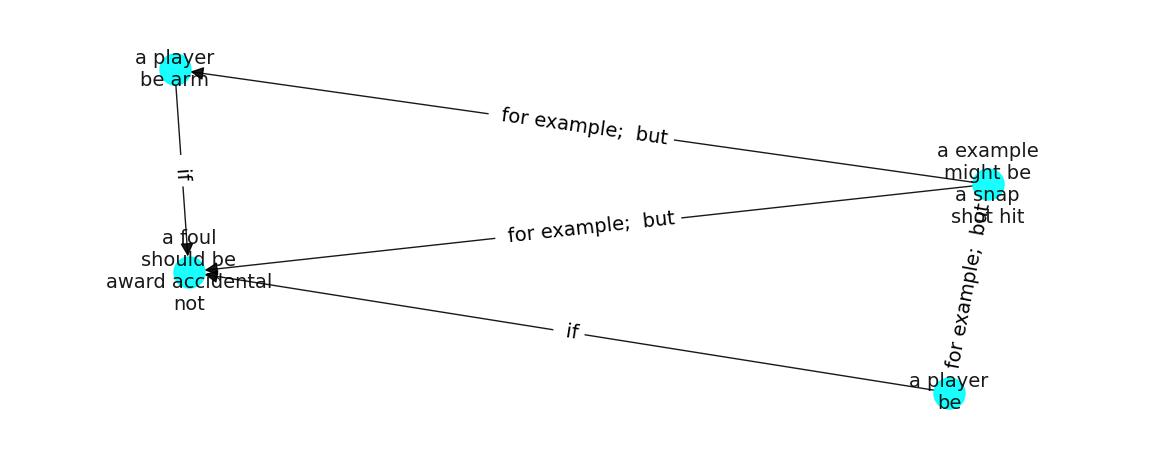 a player
be arm
for example;  but
a example
might be
a snap
shot hit
if
for example;  but
a foul
should be
award accidental
not
for example;  but
if
a player
be